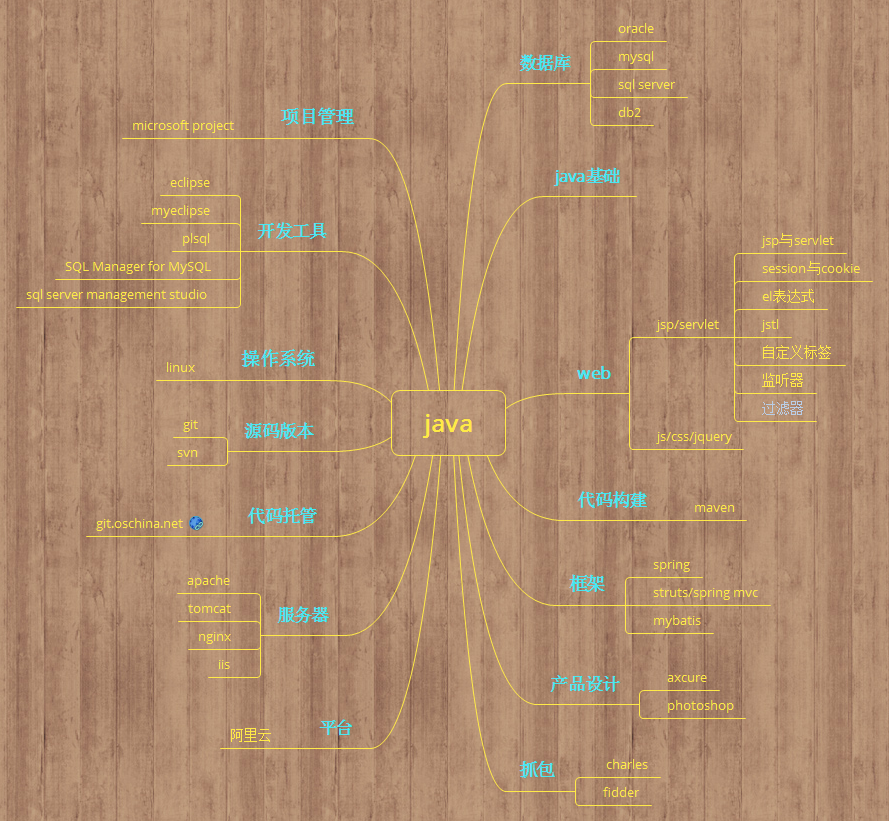 java
数据库
oracle
mysql
sql server
db2
java基础
web
jsp/servlet
jsp与servlet
session与cookie
el表达式
jstl
自定义标签
监听器
过滤器
js/css/jquery
代码构建
maven
框架
spring
struts/spring mvc
mybatis
产品设计
axcure
photoshop
抓包
charles
fidder
项目管理
microsoft project
开发工具
eclipse
myeclipse
plsql
SQL Manager for MySQL
sql server management studio
操作系统
linux
源码版本
git
svn
代码托管
git.oschina.net
服务器
apache
tomcat
nginx
iis
平台
阿里云